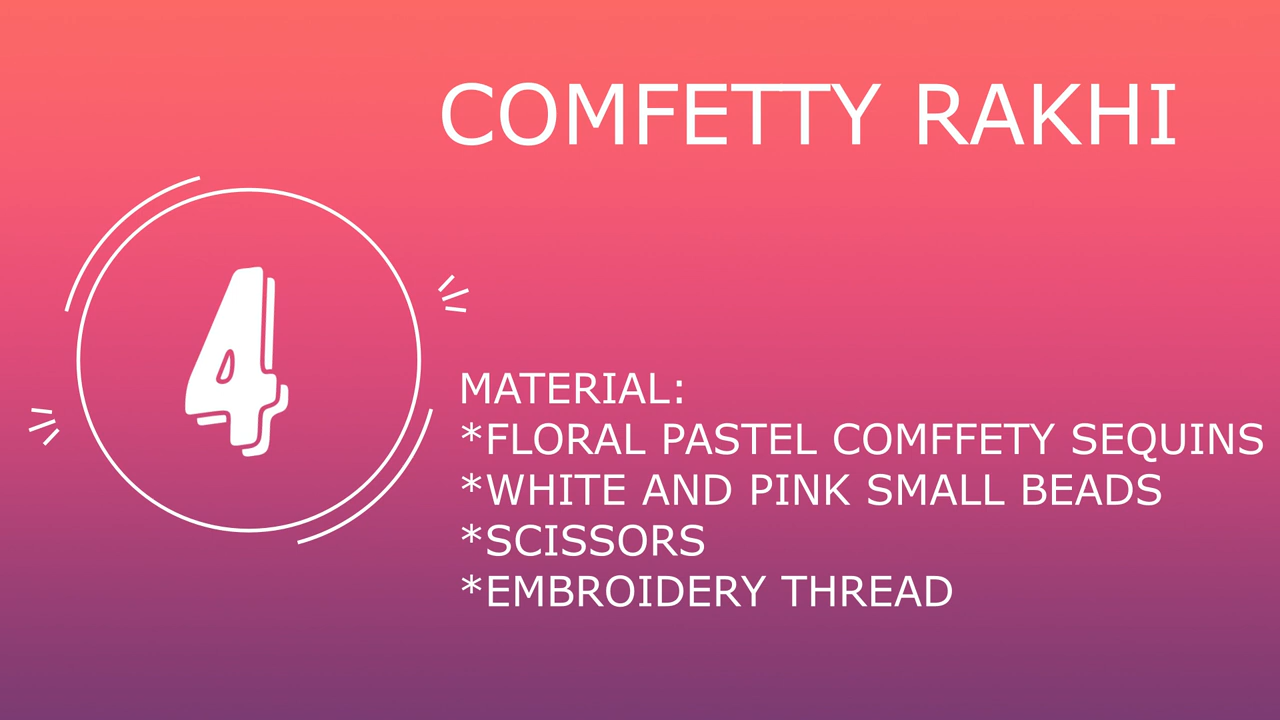 COMFETTY RAKHI
4
MATERIAL:
*FLORAL PASTEL COMFFETY SEQUINS
*WHITE AND PINK SMALL BEADS
*SCISSORS
*EMBROIDERY THREAD